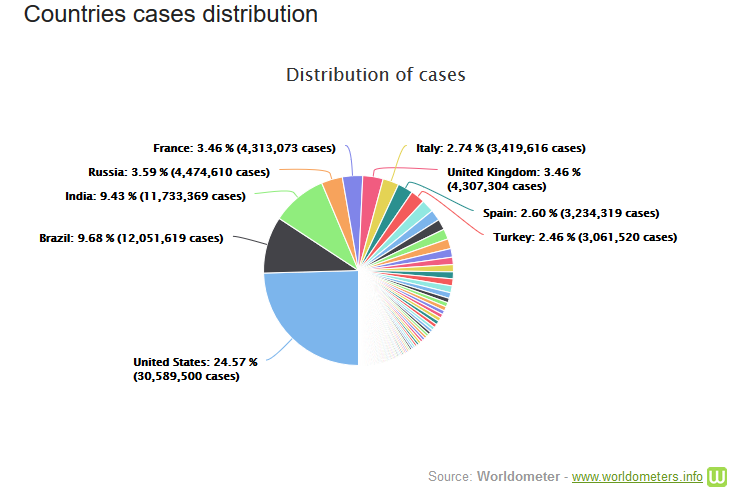 Countries cases distribution
Distribution of cases
France: 3.46 % (4,313,073 cases)
Italy: 2.74 % (3,419,616 cases)
Russia: 3.59 % (4,474,610 cases)
United Kingdom: 3.46 %
(4,307,304 cases)
India: 9.43 % (11,733,369 cases)
Spain: 2.60 % (3,234,319 cases)
Brazil: 9.68 % (12,051,619 cases)
Turkey: 2.46 % (3,061,520 cases)
United States: 24.57 %
(30,589,500 cases)
Source: Worldometer - www.worldometers.info W